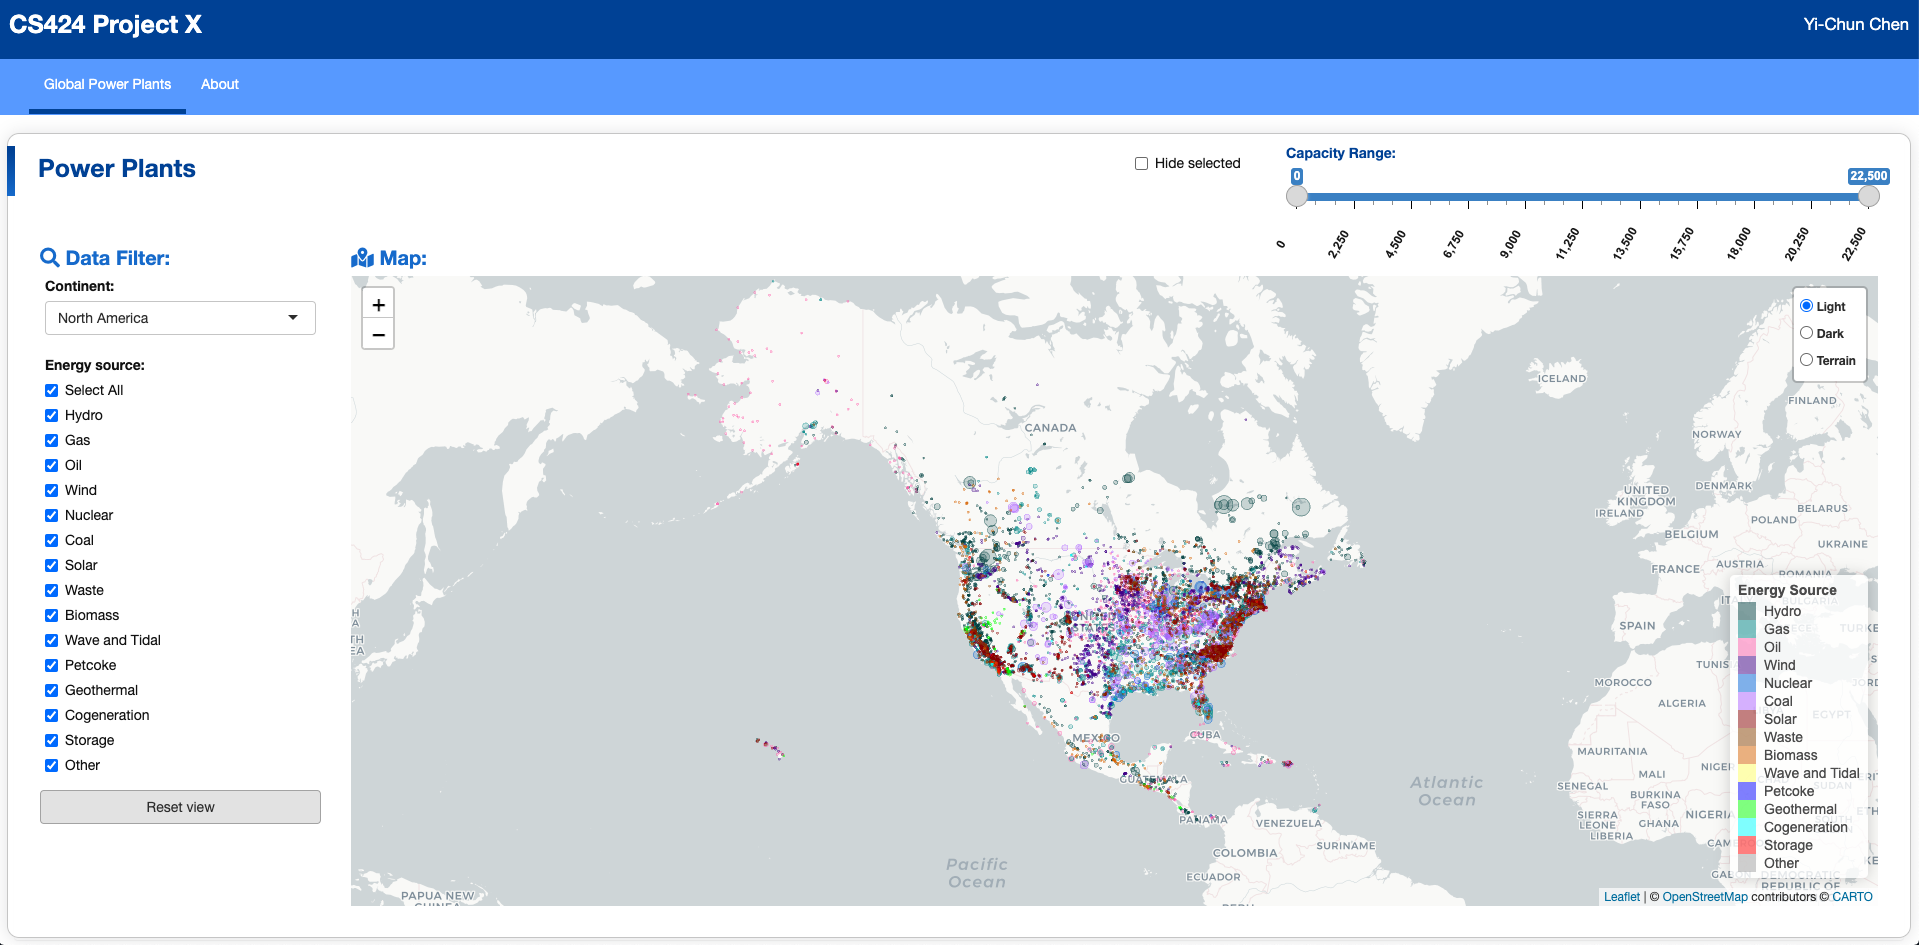 CS424 Project X
Yi-Chun Chen
Global Power Plants
About
Power Plants
Hide selected
Capacity Range:
0
22,500
0
2,250
4,500
6,750
9,000
11,250
13,500
15,750
18,000
20,250
22,500
Data Filter:
Continent:
North America
Energy source:
Select All
Hydro
Gas
Oil
Wind
Nuclear
Coal
Solar
Waste
Biomass
Wave and Tidal
Petcoke
Geothermal
Cogeneration
Storage
Other
Reset view
Map:
+
−
Light
Dark
Terrain
ICELAND
FINLAND
CANADA
NORWAY
UNITED
KINGDOM
DENMARK
IRELAND
BELARUS
POLAND
BELGIUM
UKRAINE
FRANCE
AUSTRIA
ROMANIA
UNITED
STATES
SPAIN
TUNIS
MOROCCO
ALGERIA
EGYPT
MEXICO
CUBA
GUATEMALA
MAURITANIA
MALI
NIGER
SENEGAL
BURKINA
FASO
SIERRA
LEONE
GHANA
NIGERIA
LIBERIA
PANAMA
VENEZUELA
COLOMBIA
SURINAME
ECUADOR
Atlantic
Ocean
Pacific
Ocean
PAPUA NEW
GUINEA
DEMOCRATIC
REPUBLIC OF
Energy Source
Hydro
Gas
Oil
Wind
Nuclear
Coal
Solar
Waste
Biomass
Wave and Tidal
Petcoke
Geothermal
Cogeneration
Storage
Other
Leaflet | © OpenStreetMap contributors © CARTO